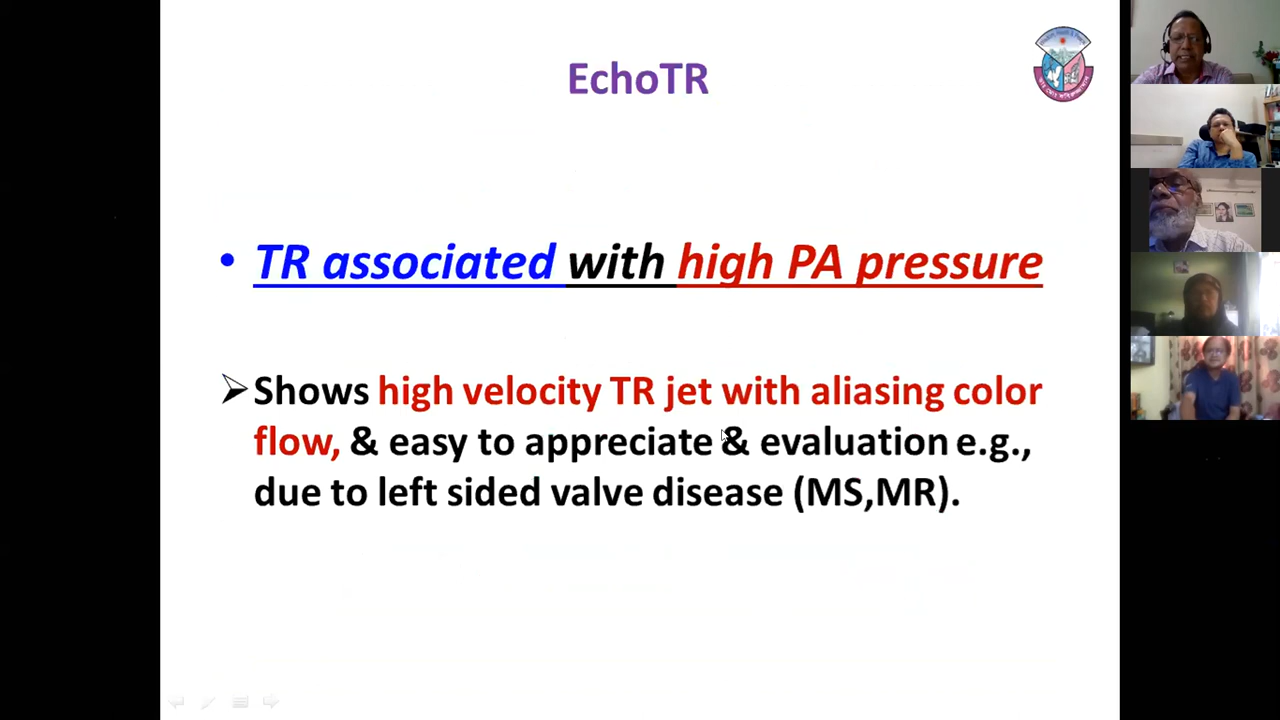 EchoTR
• TR associated with high PA pressure
➢ Shows high velocity TR jet with aliasing color
flow, & easy to appreciate & evaluation e.g.,
due to left sided valve disease (MS,MR).